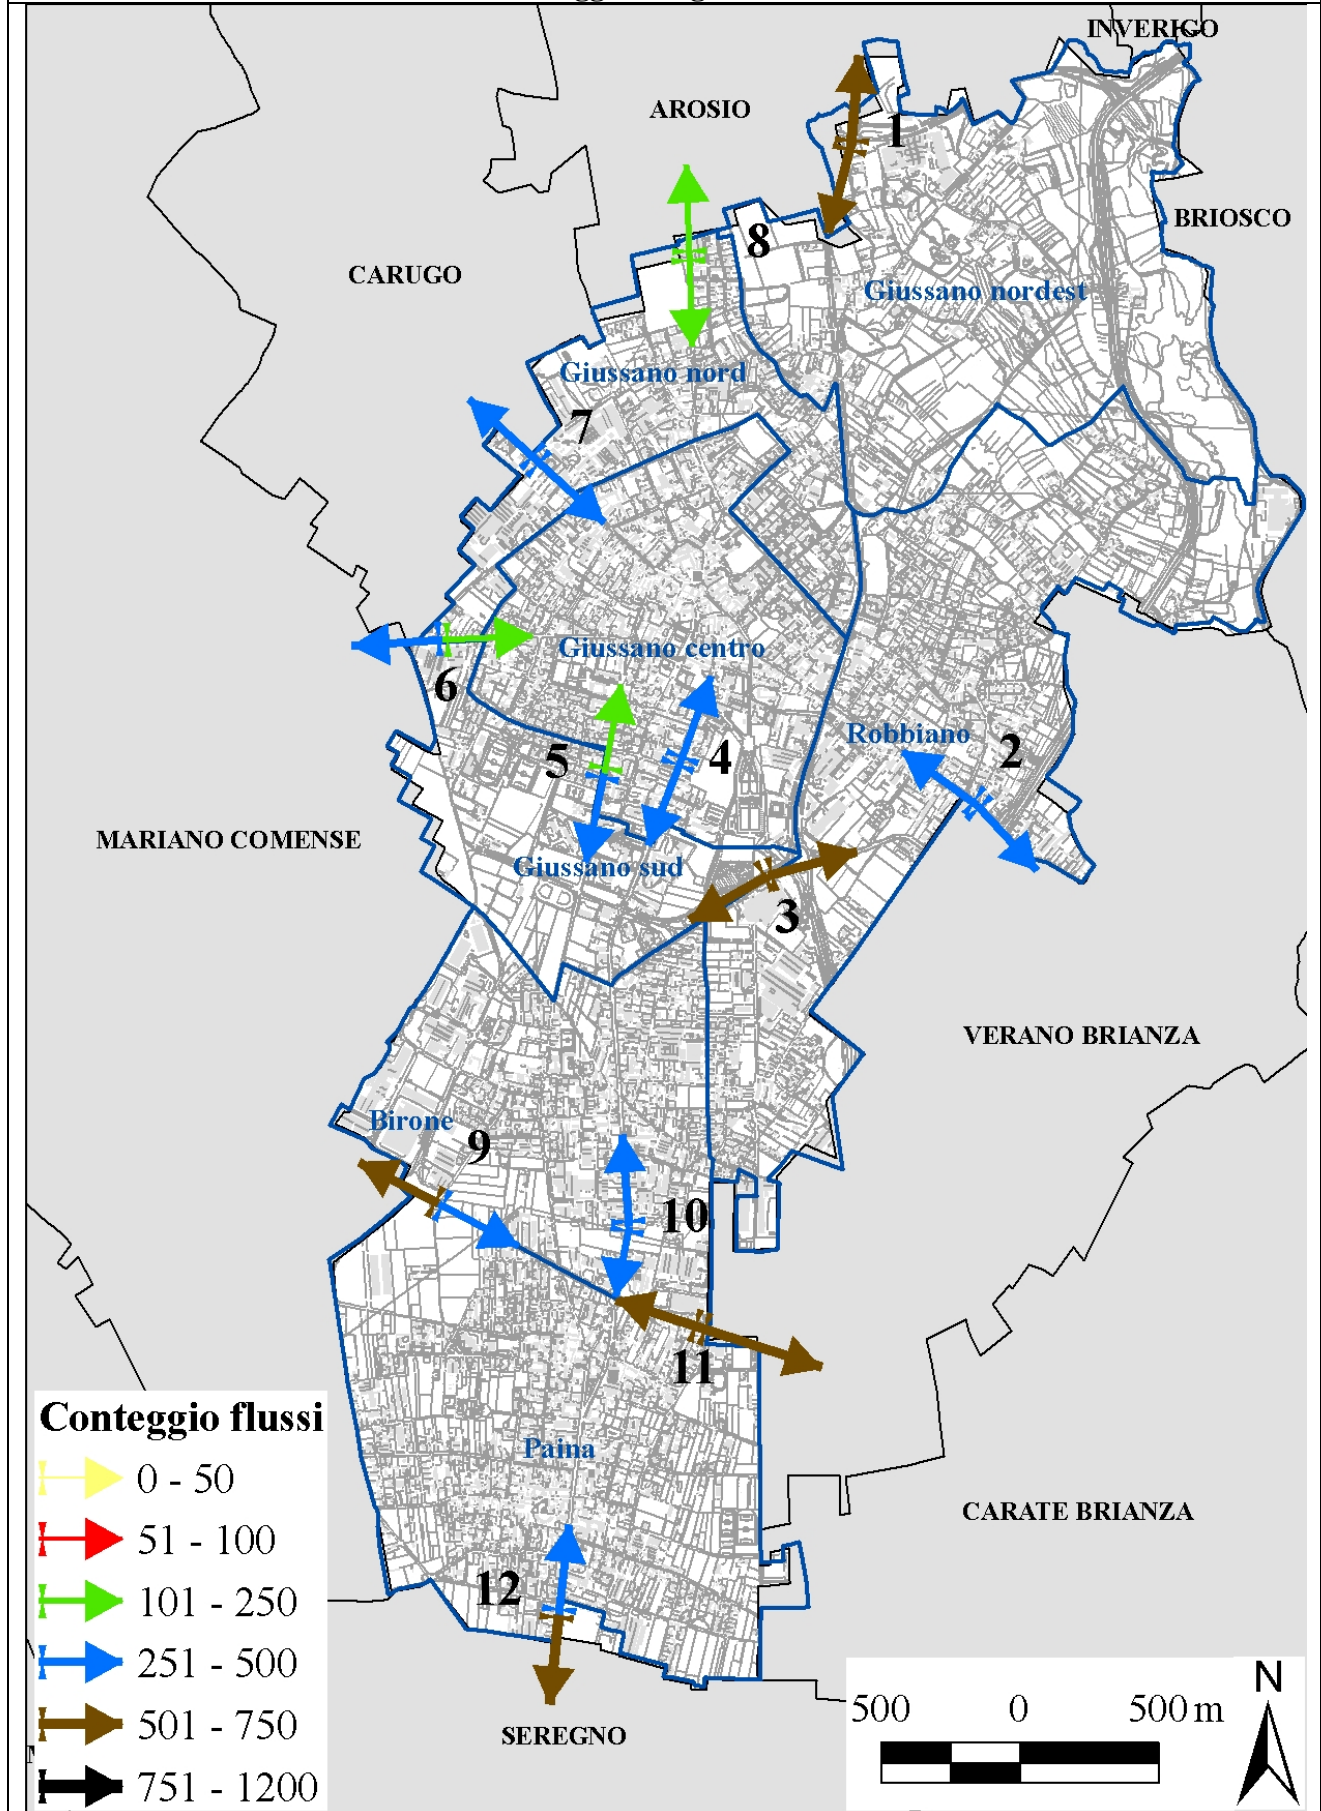 INVERIGO
AROSIO
1
BRIOSCO
8
CARUGO
Giussano nordest
Giussano nord
7
Giussano centro
6
Robbiano
2
5
4
MARIANO COMENSE
Giussano sud
3
VERANO BRIANZA
Birone
9
10
11
Conteggio flussi
0 - 50
51 - 100
101 - 250
251 - 500
501 - 750
751 - 1200
Paina
CARATE BRIANZA
12
SEREGNO
N
500 0 500 m